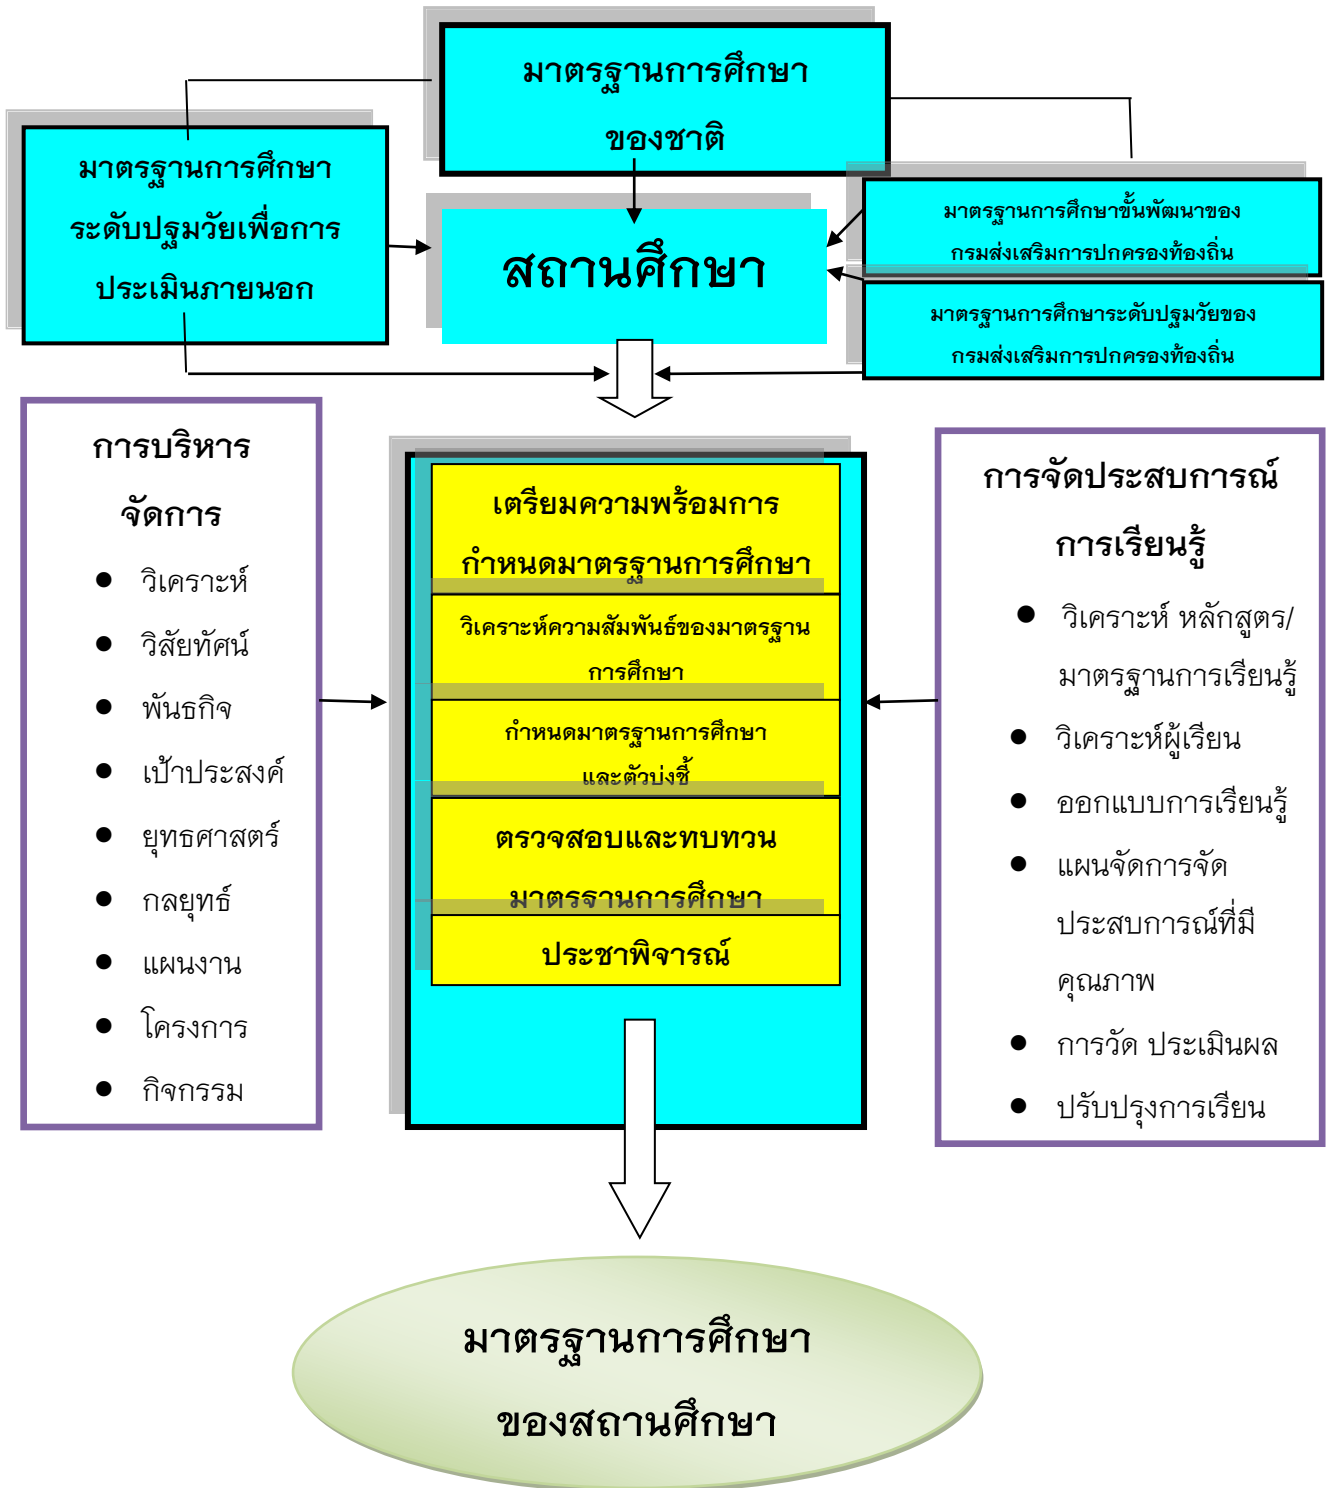 มาตรฐานการศึกษา
ของชาติ
มาตรฐานการศึกษา
ระดับปฐมวัยเพื่อการ
ประเมินภายนอก
สถานศึกษา
มาตรฐานการศึกษาขั้นพัฒนาของ
กรมส่งเสริมการปกครองท้องถิ่น
มาตรฐานการศึกษาระดับปฐมวัยของ
กรมส่งเสริมการปกครองท้องถิ่น
การบริหาร
จัดการ
● วิเคราะห์
● วิสัยทัศน์
● พันธกิจ
● เป้าประสงค์
● ยุทธศาสตร์
● กลยุทธ์
● แผนงาน
● โครงการ
● กิจกรรม
เตรียมความพร้อมการ
กำหนดมาตรฐานการศึกษา
วิเคราะห์ความสัมพันธ์ของมาตรฐาน
การศึกษา
กำหนดมาตรฐานการศึกษา
และตัวบ่งชี้
ตรวจสอบและทบทวน
มาตรฐานการศึกษา
ประชาพิจารณ์
การจัดประสบการณ์
การเรียนรู้
● วิเคราะห์ หลักสูตร/
มาตรฐานการเรียนรู้
● วิเคราะห์ผู้เรียน
● ออกแบบการเรียนรู้
● แผนจัดการจัด
ประสบการณ์ที่มี
คุณภาพ
● การวัด ประเมินผล
● ปรับปรุงการเรียน
มาตรฐานการศึกษา
ของสถานศึกษา